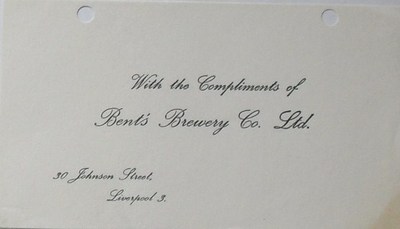 With the Compliments of
Bent's Brewery Co. Ltd.
30 Johnson Street,
Liverpool 3.